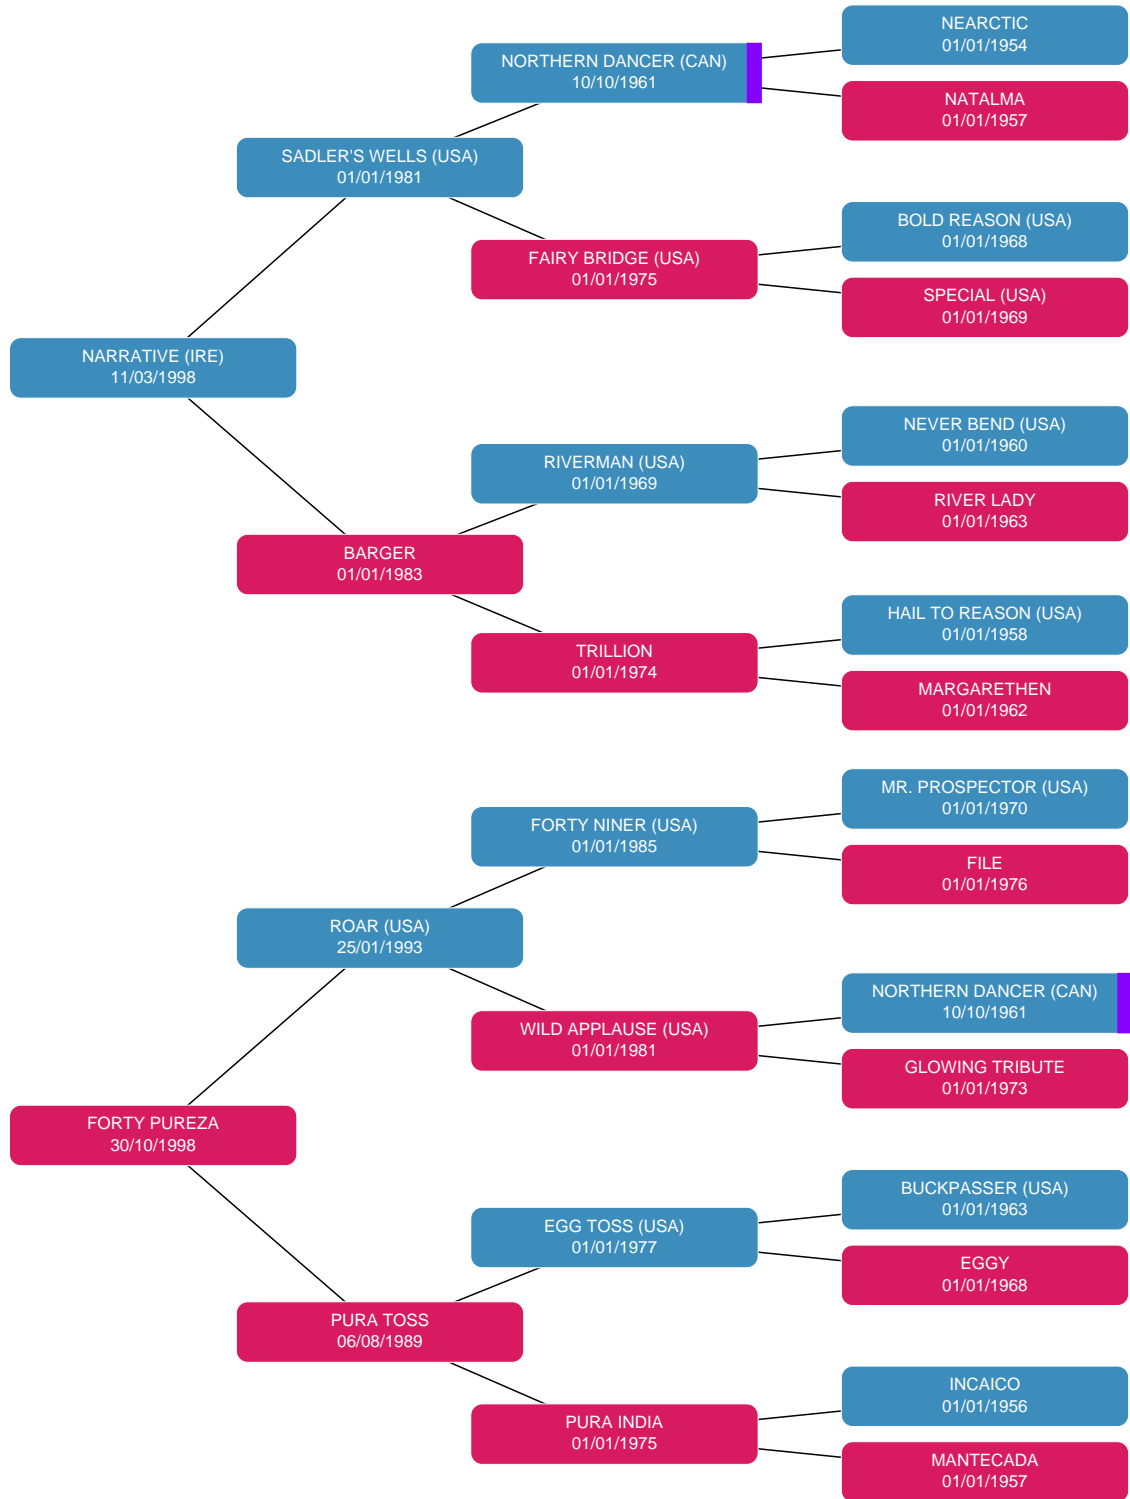 NEARCTIC
01/01/1954
NORTHERN DANCER (CAN)
10/10/1961
NATALMA
01/01/1957
SADLER'S WELLS (USA)
01/01/1981
BOLD REASON (USA)
01/01/1968
FAIRY BRIDGE (USA)
01/01/1975
SPECIAL (USA)
01/01/1969
NARRATIVE (IRE)
11/03/1998
NEVER BEND (USA)
01/01/1960
RIVERMAN (USA)
01/01/1969
RIVER LADY
01/01/1963
BARGER
01/01/1983
HAIL TO REASON (USA)
01/01/1958
TRILLION
01/01/1974
MARGARETHEN
01/01/1962
MR. PROSPECTOR (USA)
01/01/1970
FORTY NINER (USA)
01/01/1985
FILE
01/01/1976
ROAR (USA)
25/01/1993
NORTHERN DANCER (CAN)
10/10/1961
WILD APPLAUSE (USA)
01/01/1981
GLOWING TRIBUTE
01/01/1973
FORTY PUREZA
30/10/1998
BUCKPASSER (USA)
01/01/1963
EGG TOSS (USA)
01/01/1977
EGGY
01/01/1968
PURA TOSS
06/08/1989
INCAICO
01/01/1956
PURA INDIA
01/01/1975
MANTECADA
01/01/1957